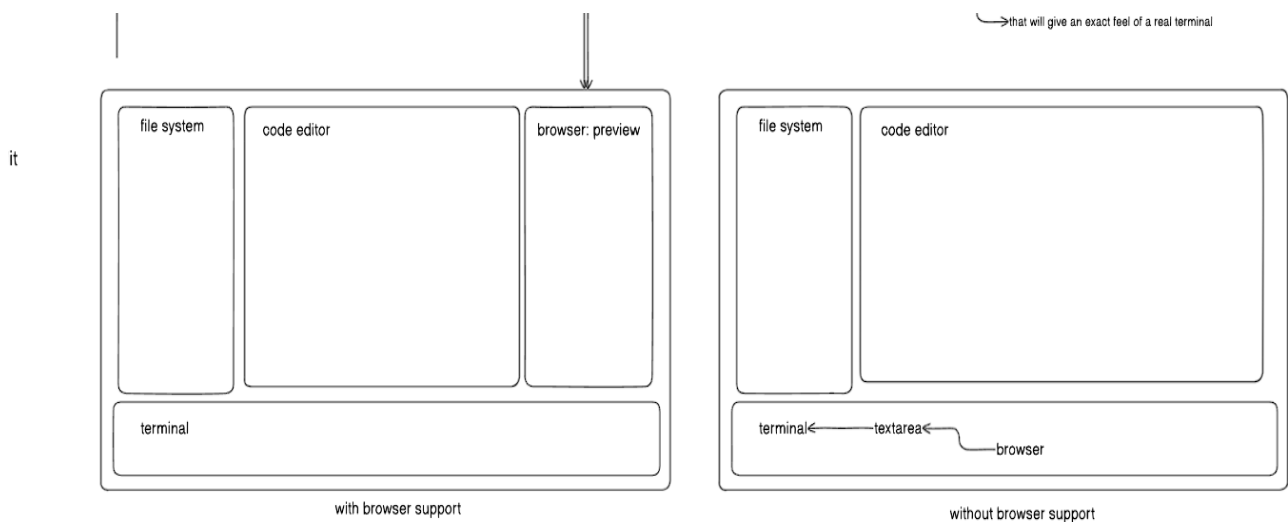 that will give an exact feel of a real terminal
file system
code editor
browser: preview
file system
code editor
it
terminal
terminal
textarea
browser
with browser support
without browser support